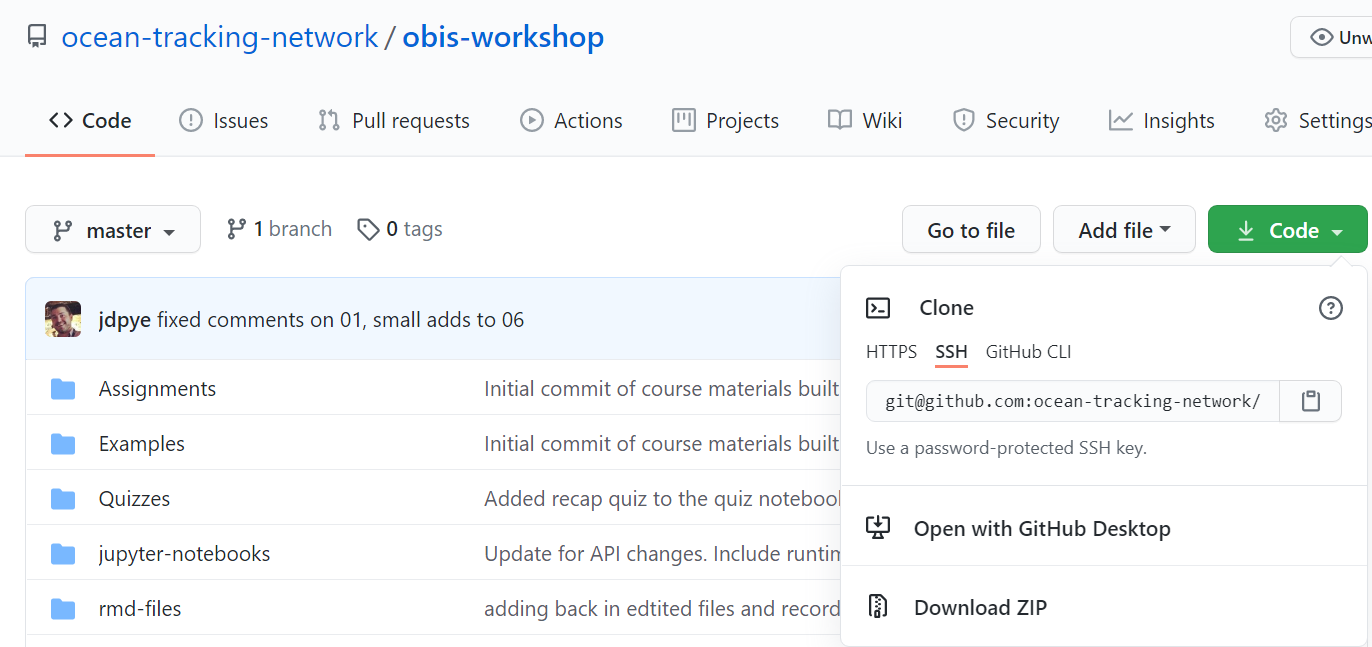 ocean-tracking-network / obis-workshop
Unw
Code Issues Pull requests Actions Projects Wiki Security Insights Settings
master 1 branch 0 tags Go to file Add file Code
jdpye fixed comments on 01, small adds to 06
Clone
HTTPS SSH GitHub CLI
git@github.com:ocean-tracking-network/
Use a password-protected SSH key.
Open with GitHub Desktop
Download ZIP
Assignments Initial commit of course materials built
Examples Initial commit of course materials built
Quizzes Added recap quiz to the quiz notebook
jupyter-notebooks Update for API changes. Include runtim
rmd-files adding back in edtited files and record